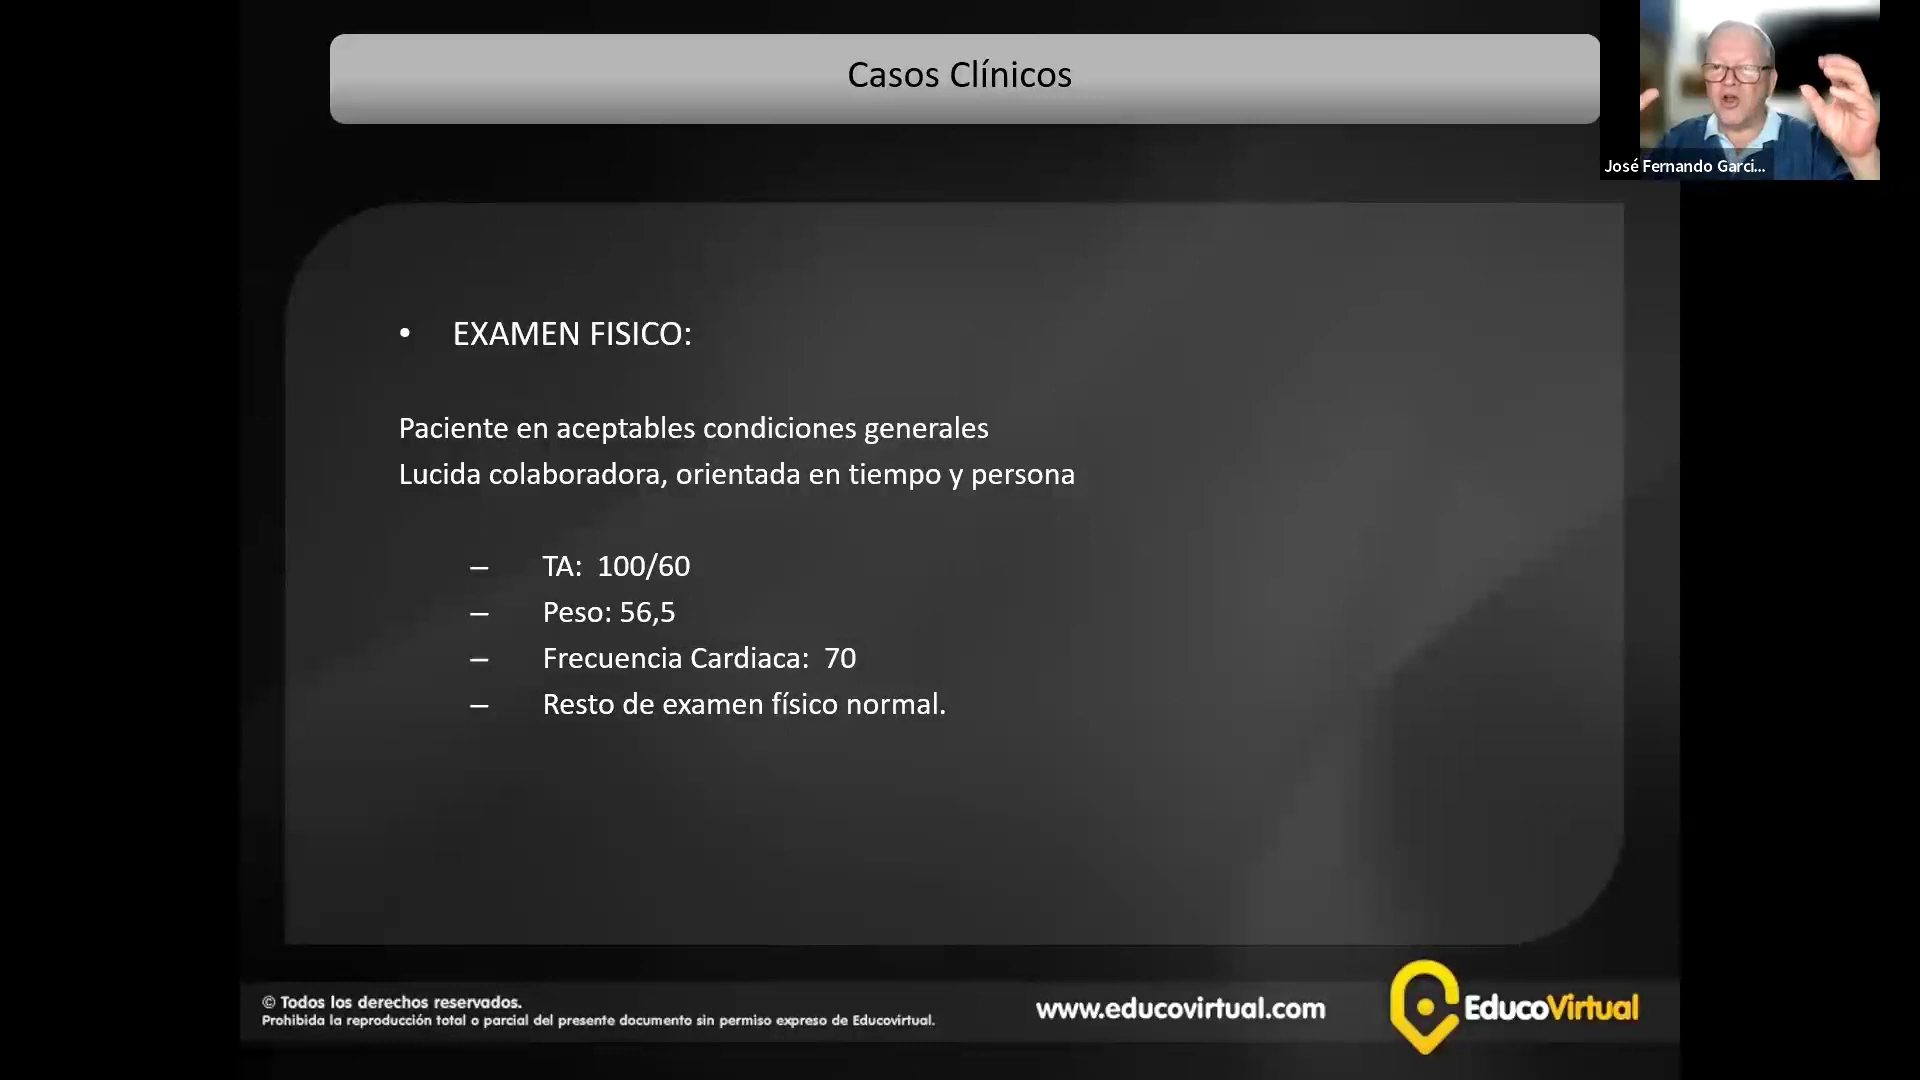 Casos Clínicos
José Fernando Garci...
• EXAMEN FISICO:
Paciente en aceptables condiciones generales
Lucida colaboradora, orientada en tiempo y persona
– TA: 100/60
– Peso: 56,5
– Frecuencia Cardiaca: 70
– Resto de examen físico normal.
© Todos los derechos reservados.
Prohibida la reproducción total o parcial del presente documento sin permiso expreso de Educovirtual.
www.educovirtual.com
EducoVirtual